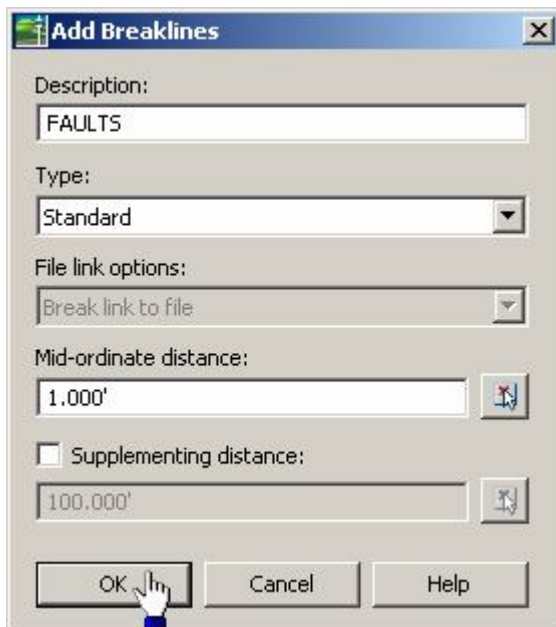 Add Breaklines
Description:
FAULTS
Type:
Standard
File link options:
Break link to file
Mid-ordinate distance:
1.000'
Supplementing distance:
100.000'
OK Cancel Help